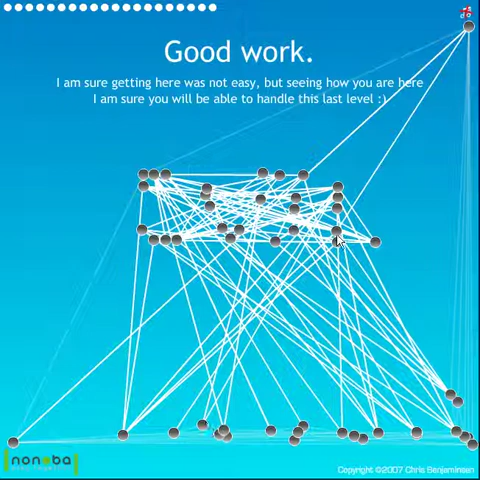 Good work.
I am sure getting here was not easy, but seeing how you are here
I am sure you will be able to handle this last level :)
nonoba
Copyright ©2007 Chris Benjaminsen